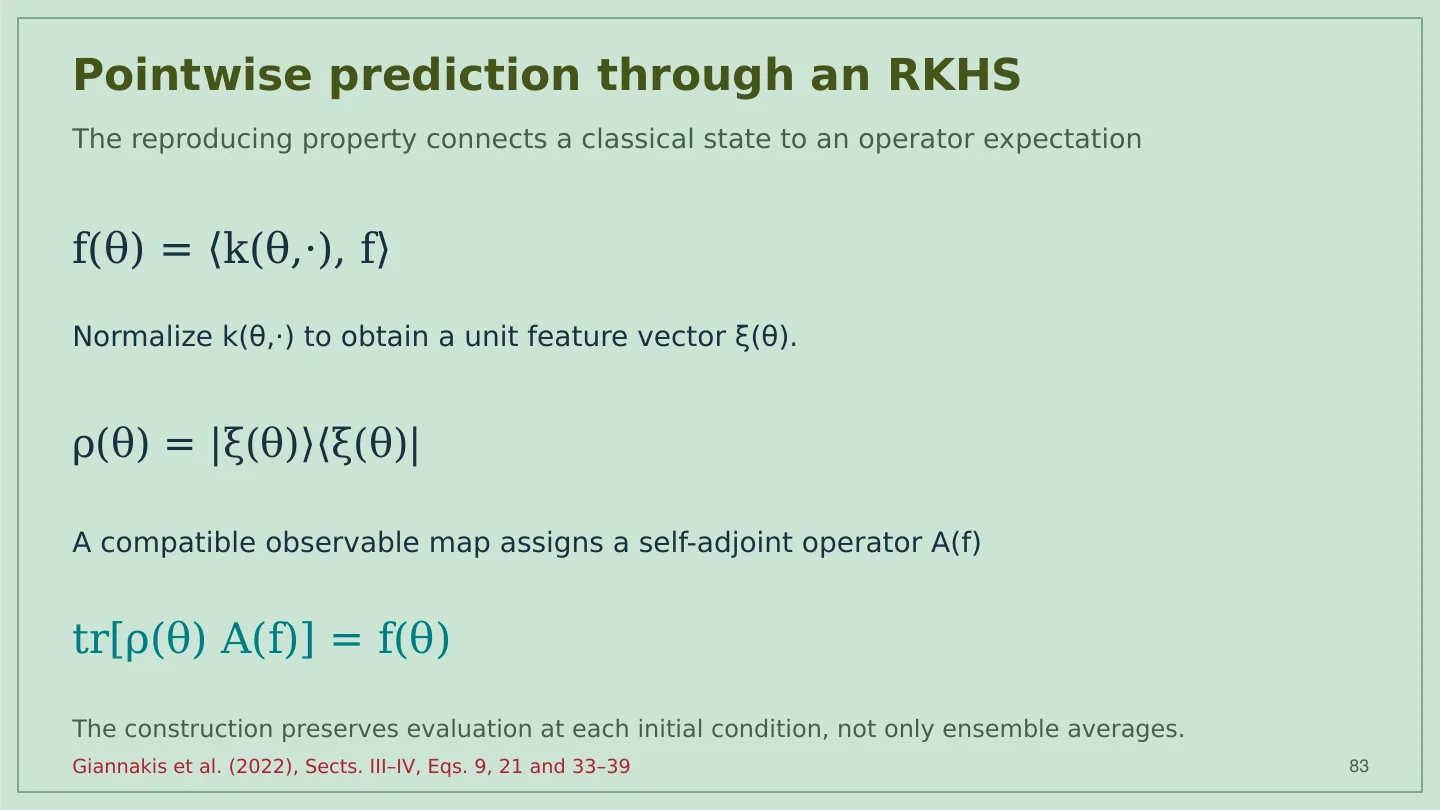 Pointwise prediction through an RKHS
The reproducing property connects a classical state to an operator expectation
f(θ) = ⟨k(θ,·), f⟩
Normalize k(θ,·) to obtain a unit feature vector ξ(θ).
ρ(θ) = |ξ(θ)⟩⟨ξ(θ)|
A compatible observable map assigns a self-adjoint operator A(f)
tr[ρ(θ) A(f)] = f(θ)
The construction preserves evaluation at each initial condition, not only ensemble averages.
Giannakis et al. (2022), Sects. III–IV, Eqs. 9, 21 and 33–39
83